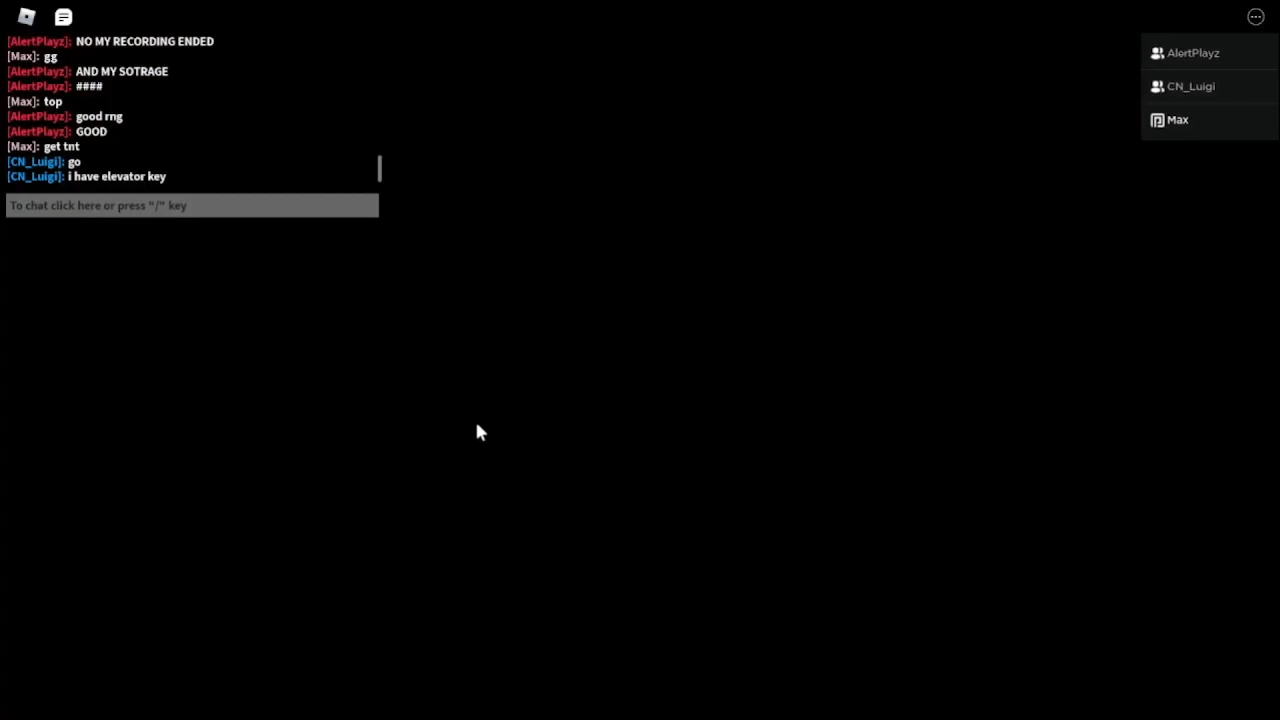 [AlertPlayz]: NO MY RECORDING ENDED
[Max]: gg
[AlertPlayz]: AND MY SOTRAGE
[AlertPlayz]: ####
[Max]: top
[AlertPlayz]: good rng
[AlertPlayz]: GOOD
[Max]: get tnt
[CN_Luigi]: go
[CN_Luigi]: i have elevator key
To chat click here or press "/" key
AlertPlayz
CN_Luigi
Max